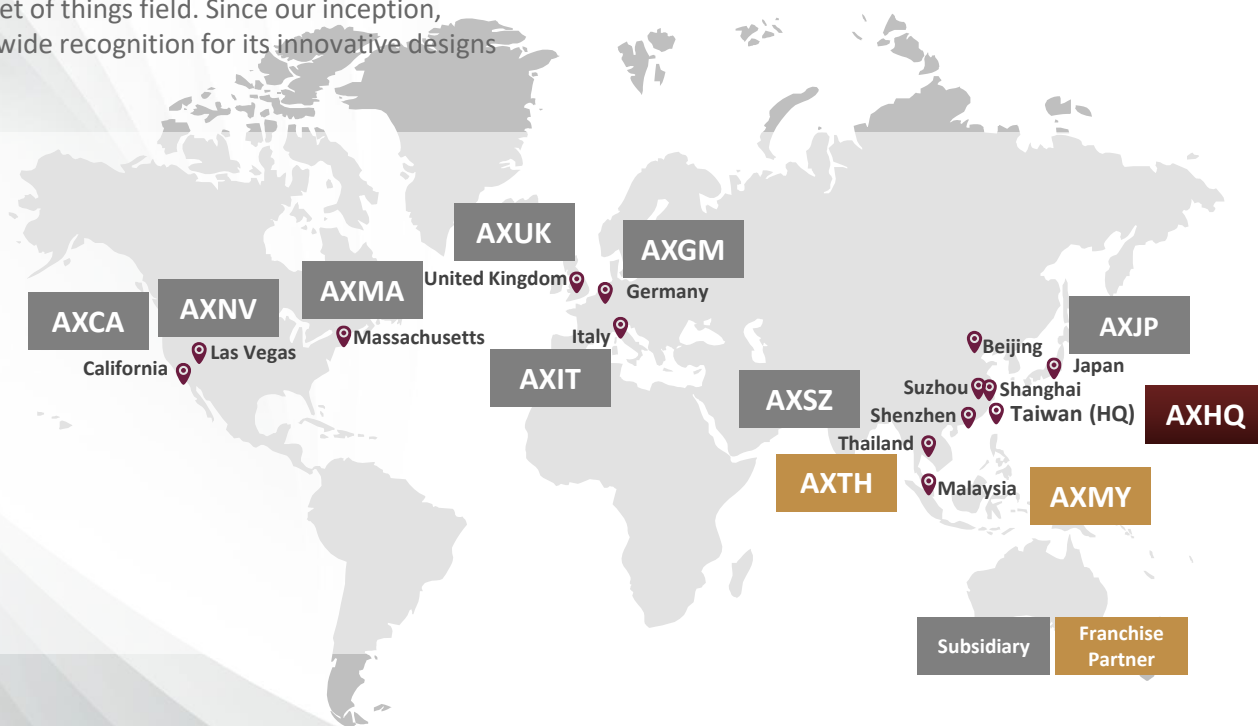 et of things field. Since our inception,
wide recognition for its innovative designs
AXUK
AXGM
United Kingdom
Germany
AXCA
AXNV
AXMA
Massachusetts
Las Vegas
California
Italy
AXIT
AXJP
Beijing
Japan
AXSZ
Suzhou
Shanghai
Shenzhen
Taiwan (HQ)
AXHQ
Thailand
AXTH
Malaysia
AXMY
Subsidiary
Franchise
Partner